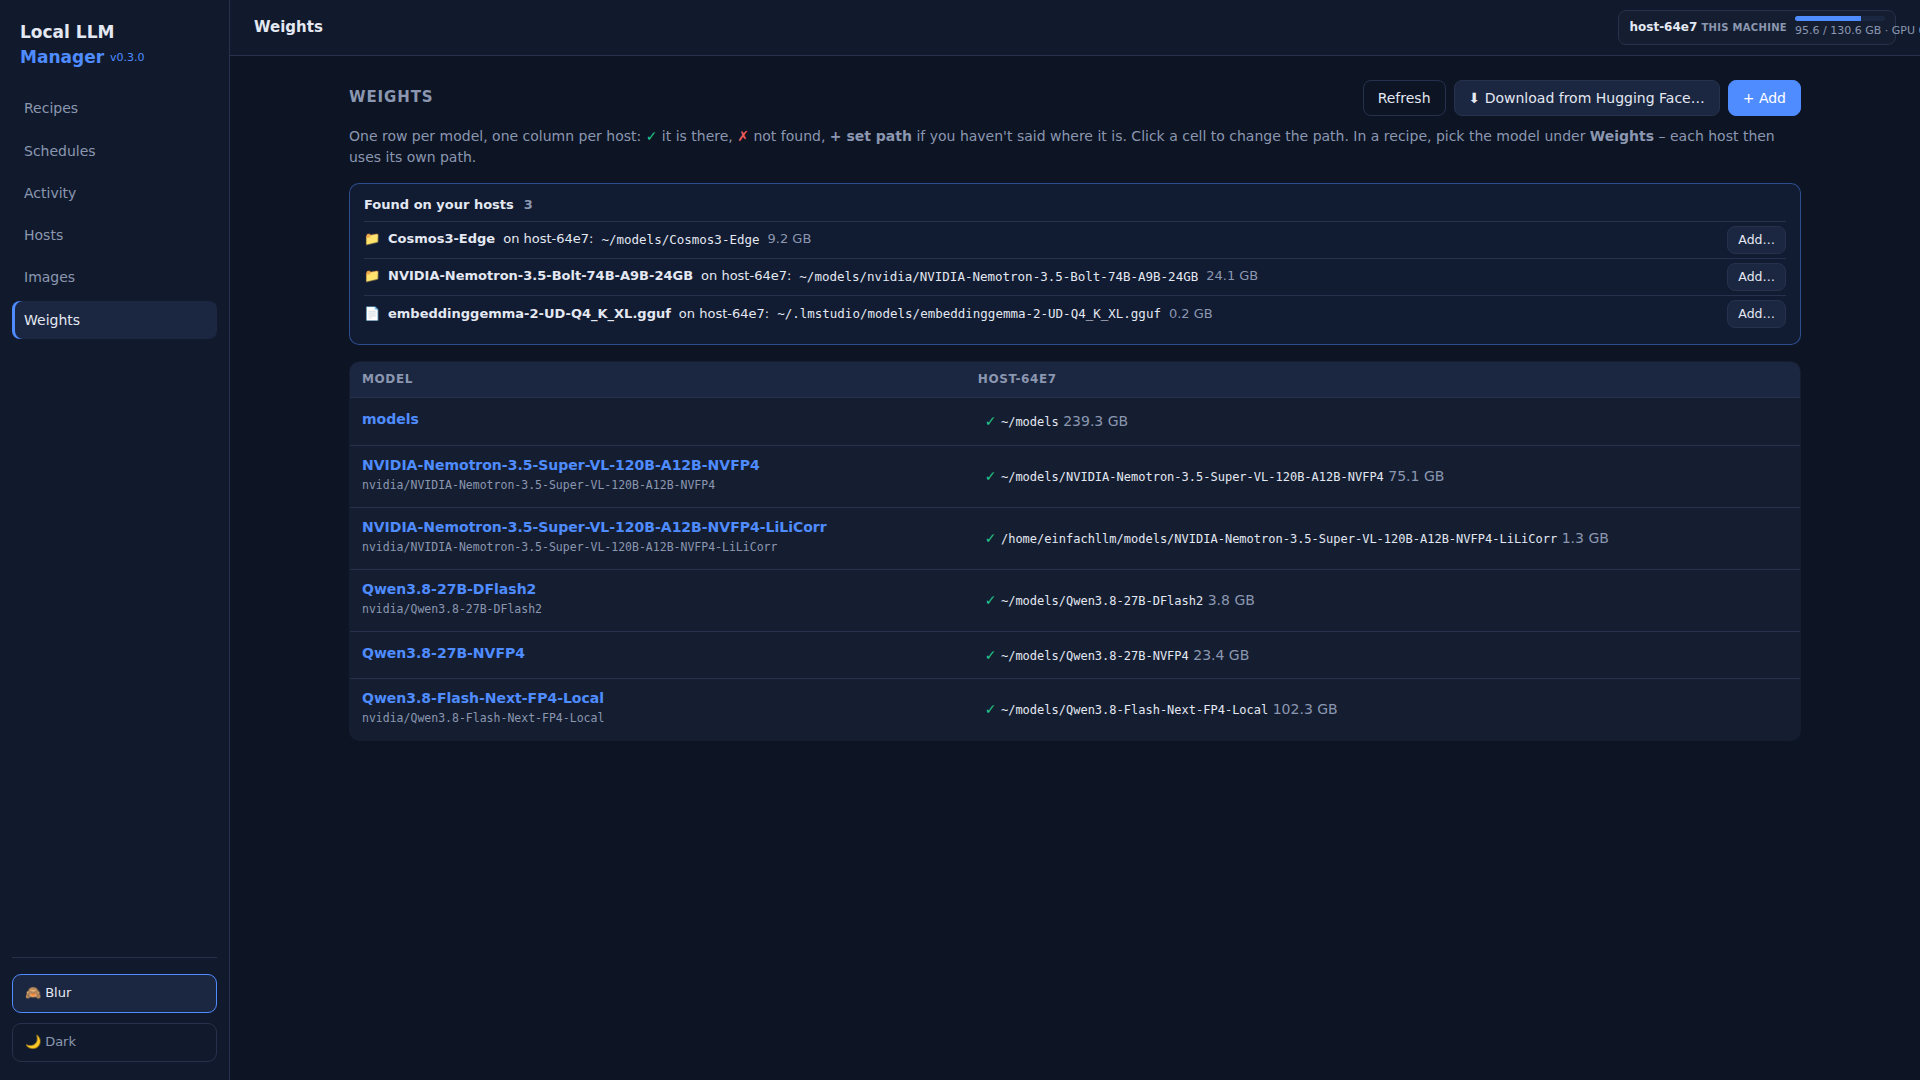 Local LLM
Manager v0.3.0
Recipes
Schedules
Activity
Hosts
Images
Weights
🙈 Blur
🌙 Dark
Weights
host-64e7 THIS MACHINE
95.6 / 130.6 GB · GPU
WEIGHTS
Refresh
⬇ Download from Hugging Face...
+ Add
One row per model, one column per host: ✓ it is there, ✗ not found, + set path if you haven't said where it is. Click a cell to change the path. In a recipe, pick the model under Weights – each host then
uses its own path.
Found on your hosts 3
📁 Cosmos3-Edge on host-64e7: ~/models/Cosmos3-Edge 9.2 GB Add...
📁 NVIDIA-Nemotron-3.5-Bolt-74B-A9B-24GB on host-64e7: ~/models/nvidia/NVIDIA-Nemotron-3.5-Bolt-74B-A9B-24GB 24.1 GB Add...
📄 embeddinggemma-2-UD-Q4_K_XL.gguf on host-64e7: ~/.lmstudio/models/embeddinggemma-2-UD-Q4_K_XL.gguf 0.2 GB Add...
MODEL HOST-64E7
models ✓ ~/models 239.3 GB
NVIDIA-Nemotron-3.5-Super-VL-120B-A12B-NVFP4
nvidia/NVIDIA-Nemotron-3.5-Super-VL-120B-A12B-NVFP4
✓ ~/models/NVIDIA-Nemotron-3.5-Super-VL-120B-A12B-NVFP4 75.1 GB
NVIDIA-Nemotron-3.5-Super-VL-120B-A12B-NVFP4-LiLiCorr
nvidia/NVIDIA-Nemotron-3.5-Super-VL-120B-A12B-NVFP4-LiLiCorr
✓ /home/einfachllm/models/NVIDIA-Nemotron-3.5-Super-VL-120B-A12B-NVFP4-LiLiCorr 1.3 GB
Qwen3.8-27B-DFlash2
nvidia/Qwen3.8-27B-DFlash2
✓ ~/models/Qwen3.8-27B-DFlash2 3.8 GB
Qwen3.8-27B-NVFP4 ✓ ~/models/Qwen3.8-27B-NVFP4 23.4 GB
Qwen3.8-Flash-Next-FP4-Local
nvidia/Qwen3.8-Flash-Next-FP4-Local
✓ ~/models/Qwen3.8-Flash-Next-FP4-Local 102.3 GB